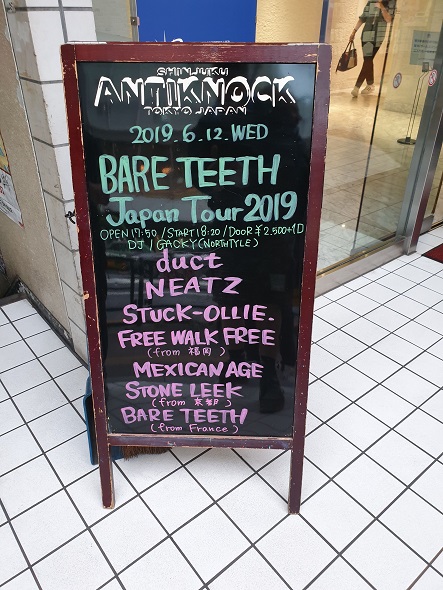 SHINJUKU
ANTIKNOCK
TOKYO JAPAN
2019.6.12.WED
BARE TEETH
Japan Tour 2019
OPEN 17:50 / START 18:20 / DOOR ¥2.500+1D
DJ / GACKY (NORTHTYLE)
duct
NEATZ
STUCK-OLLIE.
FREE WALK FREE
(from 福岡)
MEXICAN AGE
STONE LEEK
(from 京都)
BARE TEETH
(from France)